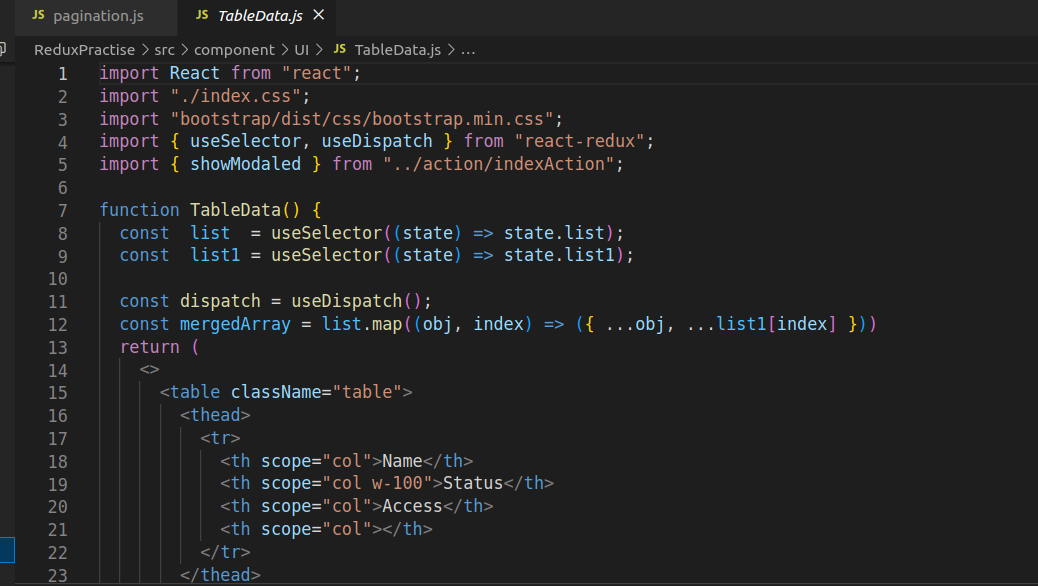 JS pagination.js JS TableData.js ×
ReduxPractise > src > component > UI > JS TableData.js > ...
1 import React from "react";
2 import "./index.css";
3 import "bootstrap/dist/css/bootstrap.min.css";
4 import { useSelector, useDispatch } from "react-redux";
5 import { showModaled } from "../action/indexAction";
6
7 function TableData() {
8   const  list  = useSelector((state) => state.list);
9   const  list1 = useSelector((state) => state.list1);
10
11   const dispatch = useDispatch();
12   const mergedArray = list.map((obj, index) => ({ ...obj, ...list1[index] }))
13   return (
14     <>
15       <table className="table">
16         <thead>
17           <tr>
18             <th scope="col">Name</th>
19             <th scope="col w-100">Status</th>
20             <th scope="col">Access</th>
21             <th scope="col"></th>
22           </tr>
23         </thead>